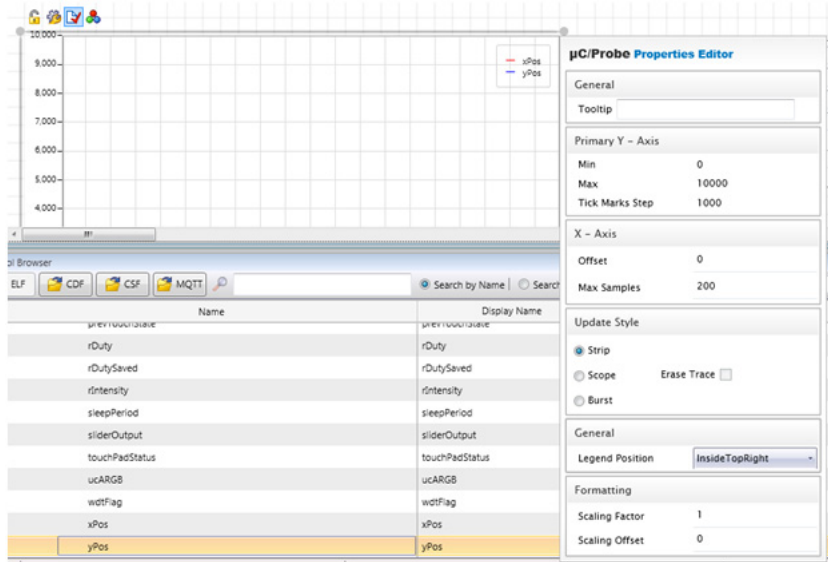 10,000
9,000
8,000
7,000
6,000
5,000
4,000
xPos
yPos
µC/Probe Properties Editor
General
Tooltip
Primary Y - Axis
Min 0
Max 10000
Tick Marks Step 1000
X - Axis
Offset 0
Max Samples 200
Update Style
Strip
Scope Erase Trace
Burst
General
Legend Position InsideTopRight
Formatting
Scaling Factor 1
Scaling Offset 0
ol Browser
ELF CDF CSF MQTT Search by Name Search
Name Display Name
prevTouchState prevTouchState
rDuty rDuty
rDutySaved rDutySaved
rIntensity rIntensity
sleepPeriod sleepPeriod
sliderOutput sliderOutput
touchPadStatus touchPadStatus
ucARGB ucARGB
wdtFlag wdtFlag
xPos xPos
yPos yPos